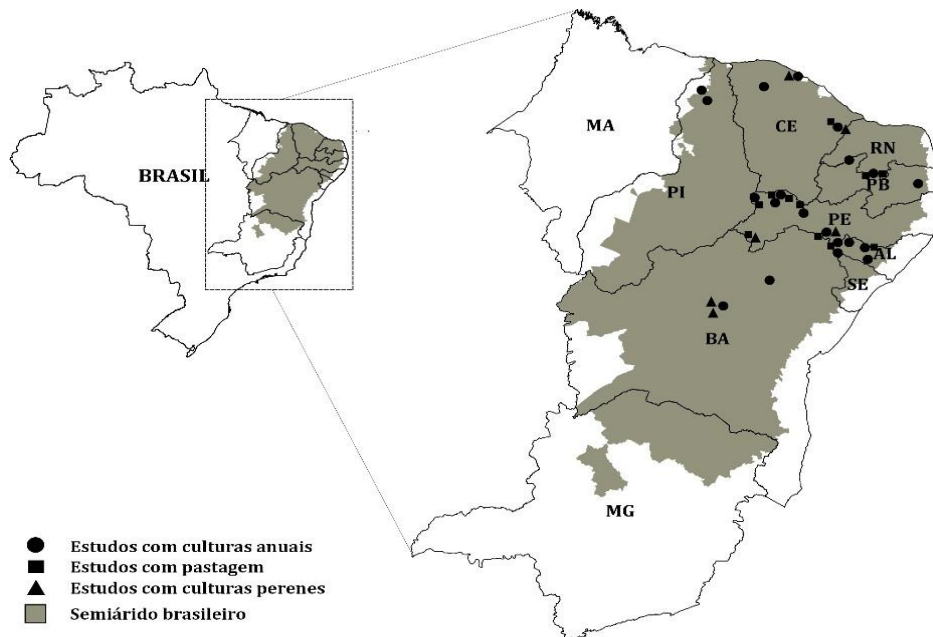 BRASIL
MA
CE
RN
PB
PI
PE
AL
SE
BA
MG
Estudos com culturas anuais
Estudos com pastagem
Estudos com culturas perenes
Semiárido brasileiro